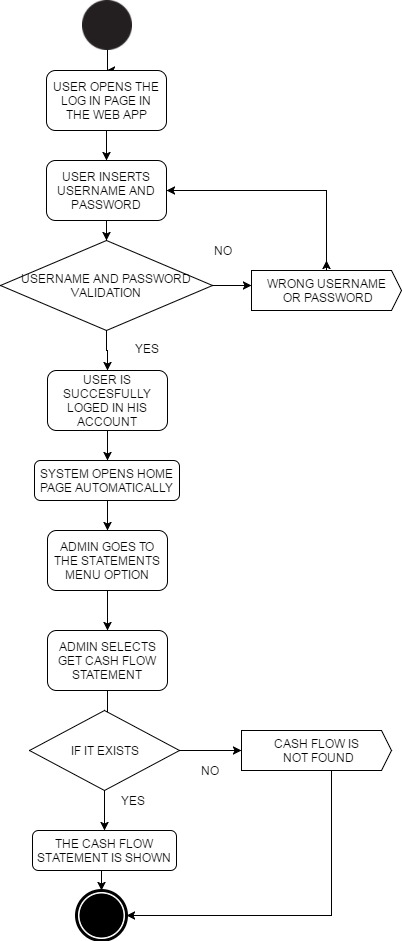 USER OPENS THE
LOG IN PAGE IN
THE WEB APP
USER INSERTS
USERNAME AND
PASSWORD
NO
USERNAME AND PASSWORD
VALIDATION
WRONG USERNAME
OR PASSWORD
YES
USER IS
SUCCESFULLY
LOGED IN HIS
ACCOUNT
SYSTEM OPENS HOME
PAGE AUTOMATICALLY
ADMIN GOES TO
THE STATEMENTS
MENU OPTION
ADMIN SELECTS
GET CASH FLOW
STATEMENT
IF IT EXISTS
CASH FLOW IS
NOT FOUND
NO
YES
THE CASH FLOW
STATEMENT IS SHOWN